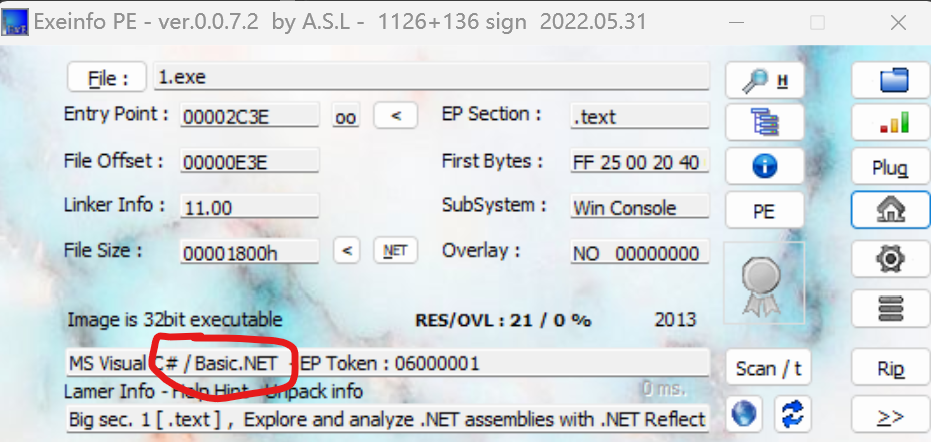 Exeinfo PE - ver.0.0.7.2 by A.S.L - 1126+136 sign 2022.05.31
File : 1.exe H
Entry Point : 00002C3E oo < EP Section : .text
File Offset : 00000E3E First Bytes : FF 25 00 20 40 Plug
Linker Info : 11.00 SubSystem : Win Console PE
File Size : 00001800h < NET Overlay : NO 00000000
Image is 32bit executable RES/OVL : 21 / 0 % 2013
MS Visual C# / Basic.NET - EP Token : 06000001 Scan / t Rip
Lamer Info - Help Hint - Unpack info 0 ms.
Big sec. 1 [ .text ] , Explore and analyze .NET assemblies with .NET Reflect >>